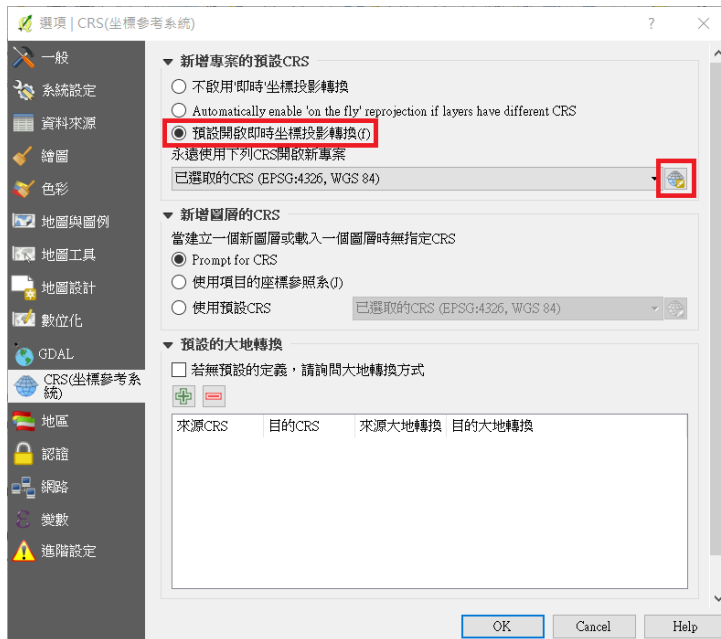 選項 | CRS(坐標參考系統)
一般
系統設定
資料來源
繪圖
色彩
地圖與圖例
地圖工具
地圖設計
數位化
GDAL
CRS(坐標參考系
統)
地區
認證
網路
變數
進階設定
新增專案的預設CRS
不啟用'即時'坐標投影轉換
Automatically enable 'on the fly' reprojection if layers have different CRS
預設開啟即時坐標投影轉換(f)
永遠使用下列CRS開啟新專案
已選取的CRS (EPSG:4326, WGS 84)
新增圖層的CRS
當建立一個新圖層或載入一個圖層時無指定CRS
Prompt for CRS
使用項目的座標參照系(J)
使用預設CRS
已選取的CRS (EPSG:4326, WGS 84)
預設的大地轉換
若無預設的定義，請詢問大地轉換方式
來源CRS 目的CRS 來源大地轉換 目的大地轉換
OK Cancel Help